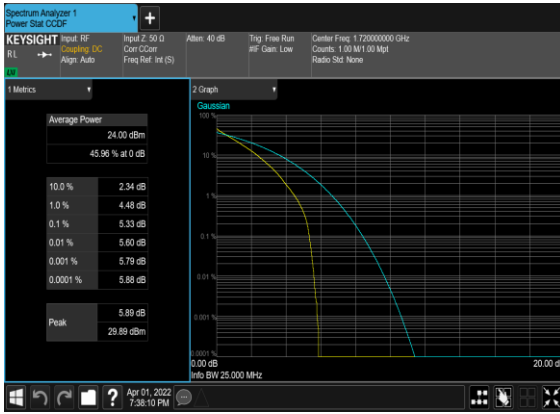 Spectrum Analyzer 1
Power Stat CCDF
KEYSIGHT
RL
Input: RF
Coupling: DC
Align: Auto
Input Z: 50 Ω
Corr CCorr
Freq Ref: Int (S)
Atten: 40 dB
Trig: Free Run
#IF Gain: Low
Center Freq: 1.720000000 GHz
Counts: 1.00 M/1.00 Mpt
Radio Std: None
1 Metrics
Average Power
24.00 dBm
45.96 % at 0 dB
10.0 % 2.34 dB
1.0 % 4.48 dB
0.1 % 5.33 dB
0.01 % 5.60 dB
0.001 % 5.79 dB
0.0001 % 5.88 dB
Peak
5.89 dB
29.89 dBm
2 Graph
Gaussian
100 %
10 %
1 %
0.1 %
0.01 %
0.001 %
0.0001 %
0.00 dB
20.00 d
Info BW 25.000 MHz
Apr 01, 2022
7:38:10 PM